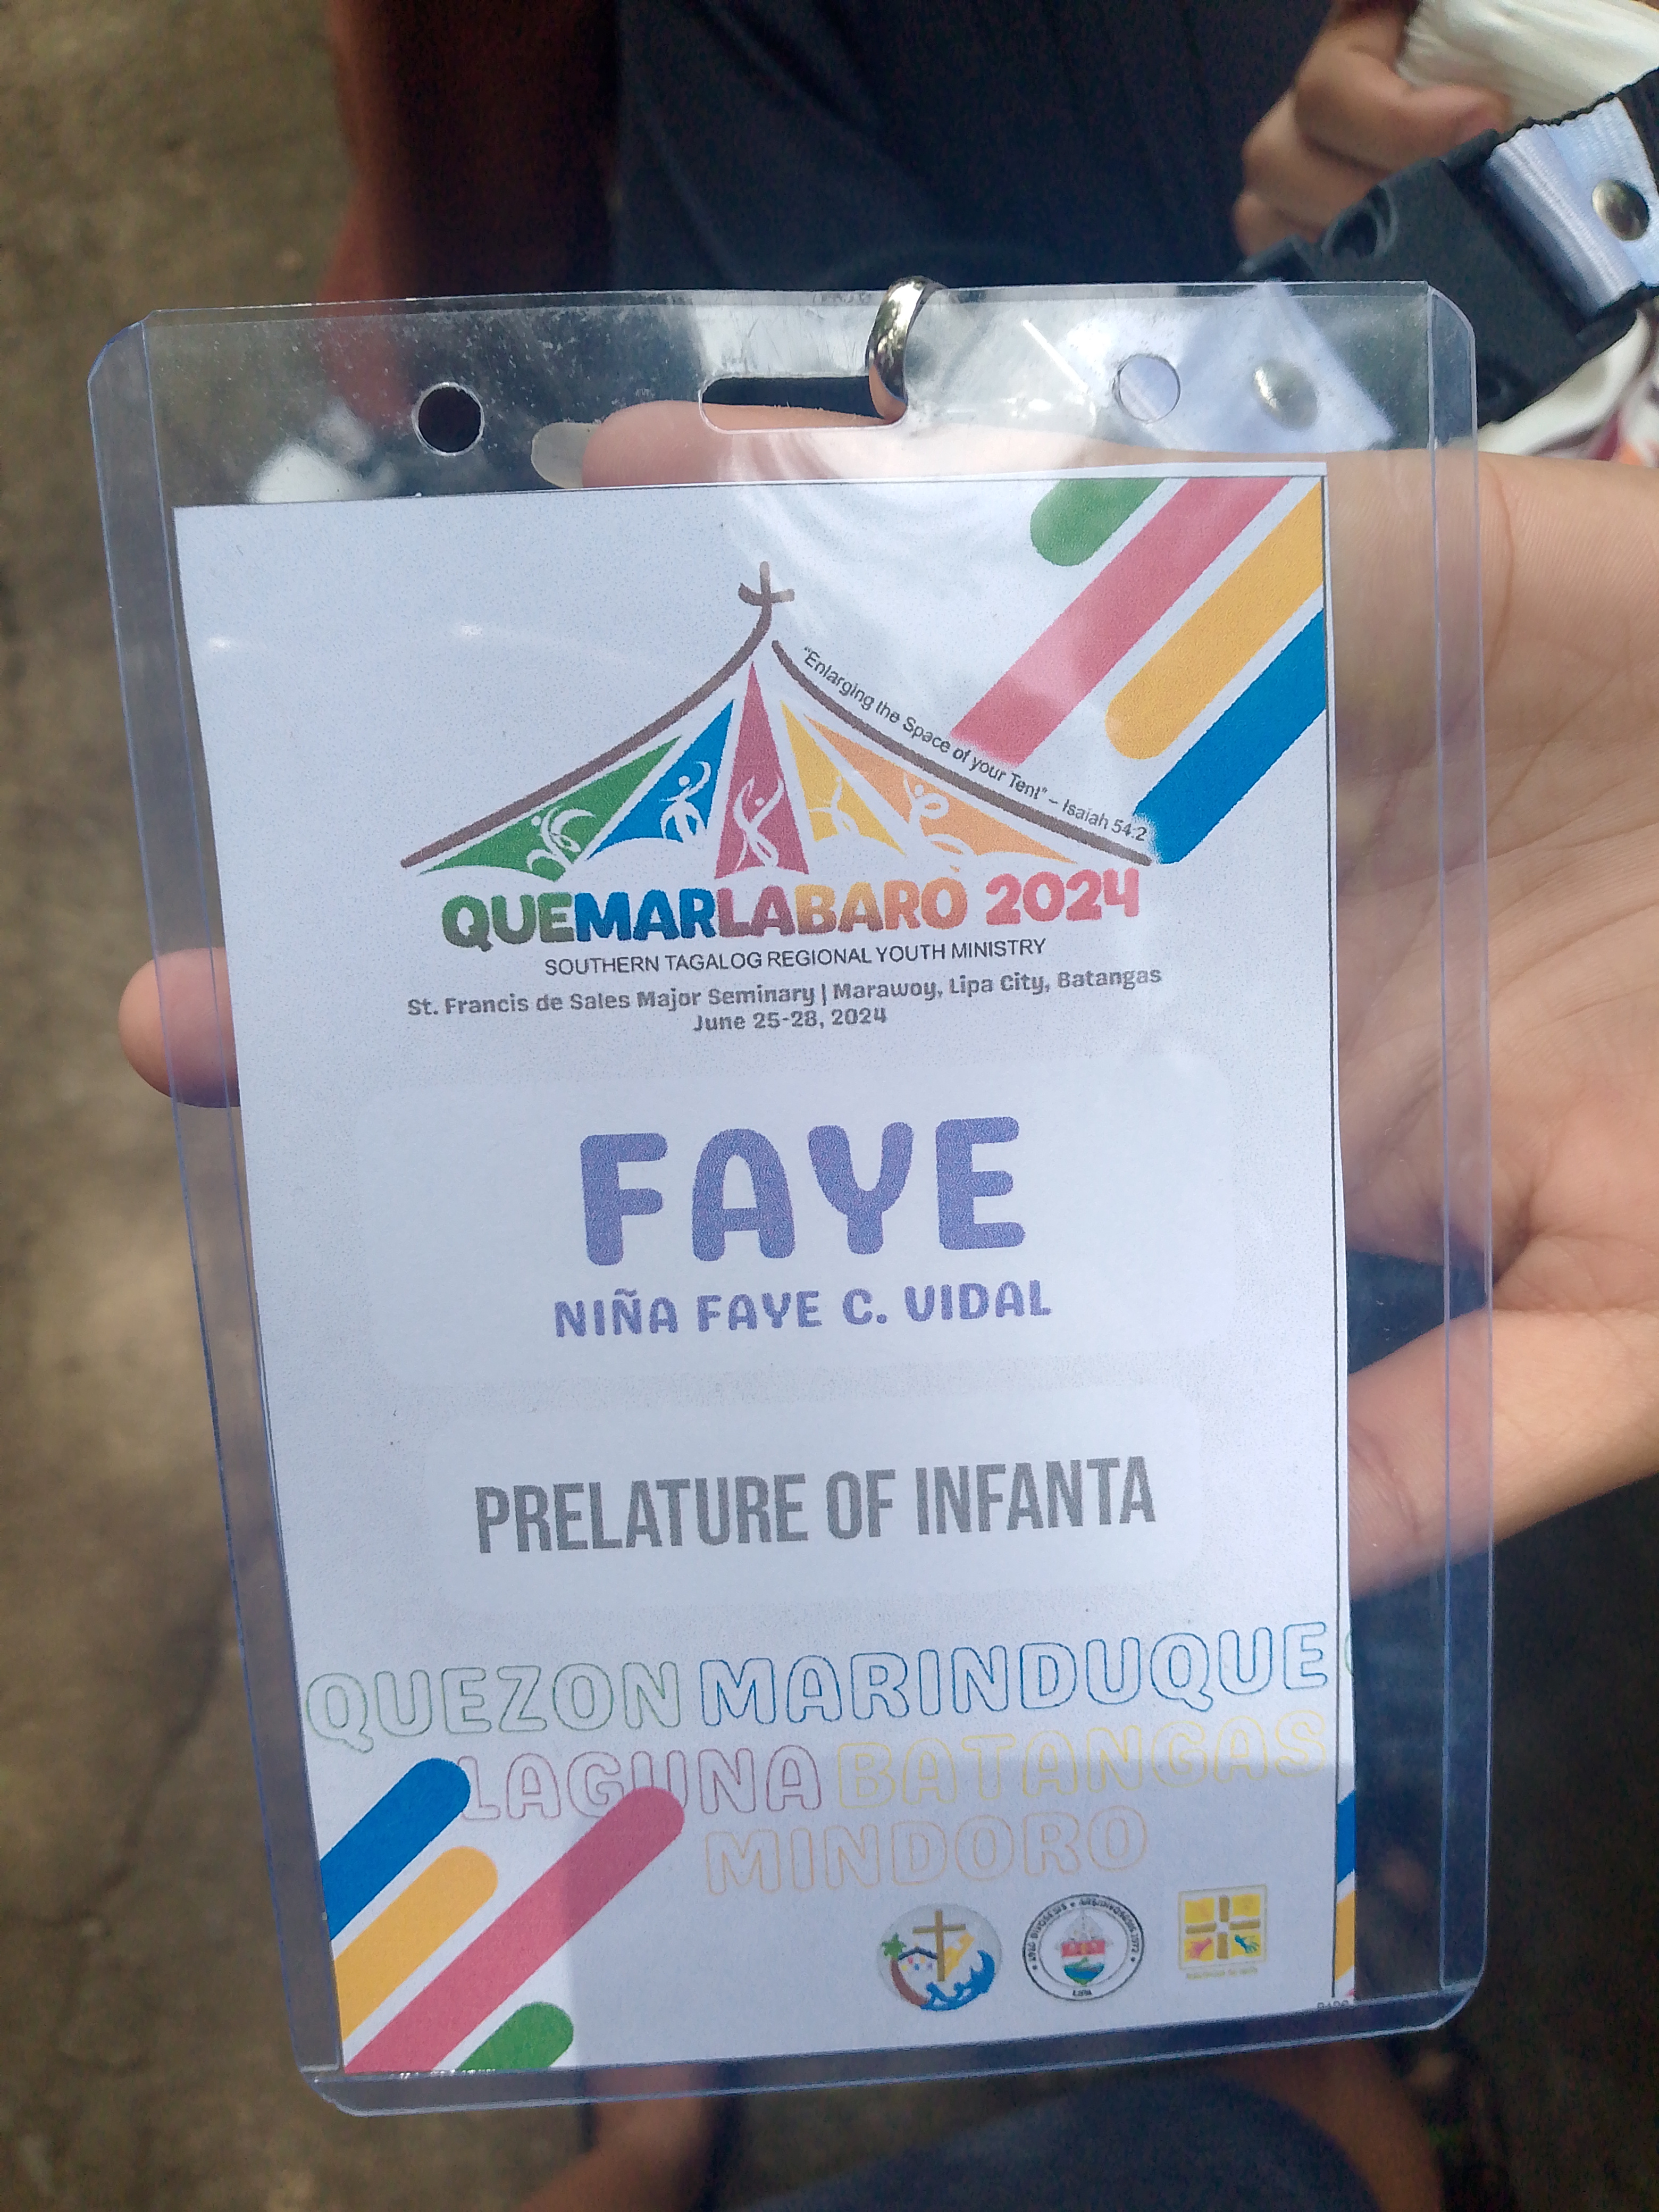 "Enlarging the Space of your Tent" – Isaiah 54:2
QUEMARLABARO 2024
SOUTHERN TAGALOG REGIONAL YOUTH MINISTRY
St. Francis de Sales Major Seminary | Marawoy, Lipa City, Batangas
June 25-28, 2024
FAYE
NIÑA FAYE C. VIDAL
PRELATURE OF INFANTA
QUEZON MARINDUQUE
LAGUNA BATANGAS
MINDORO
LIPA